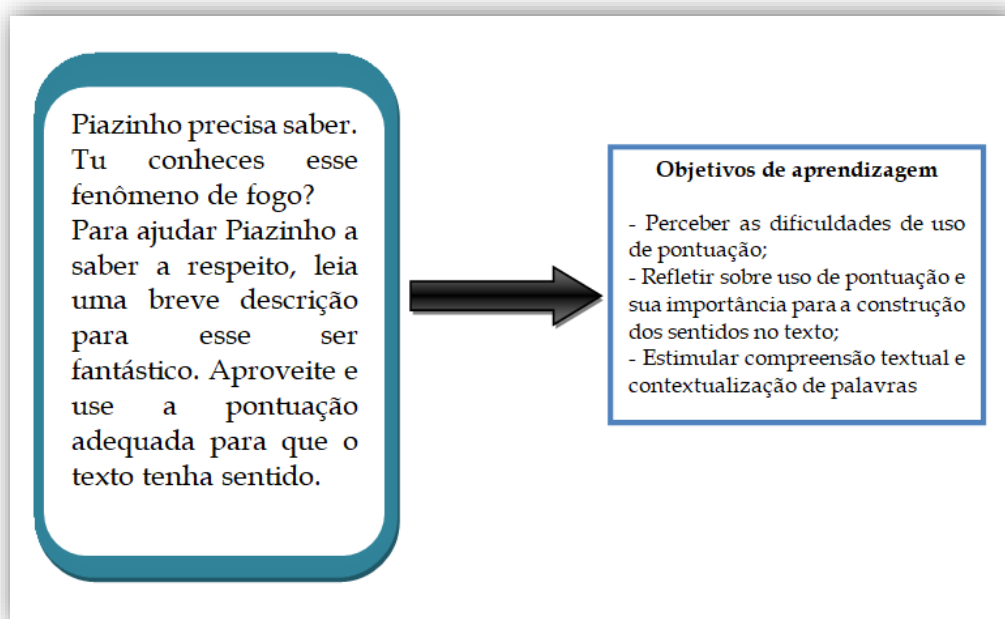 Piazinho precisa saber.
Tu conheces esse
fenômeno de fogo?
Para ajudar Piazinho a
saber a respeito, leia
uma breve descrição
para esse ser
fantástico. Aproveite e
use a pontuação
adequada para que o
texto tenha sentido.
Objetivos de aprendizagem
- Perceber as dificuldades de uso
de pontuação;
- Refletir sobre uso de pontuação e
sua importância para a construção
dos sentidos no texto;
- Estimular compreensão textual e
contextualização de palavras